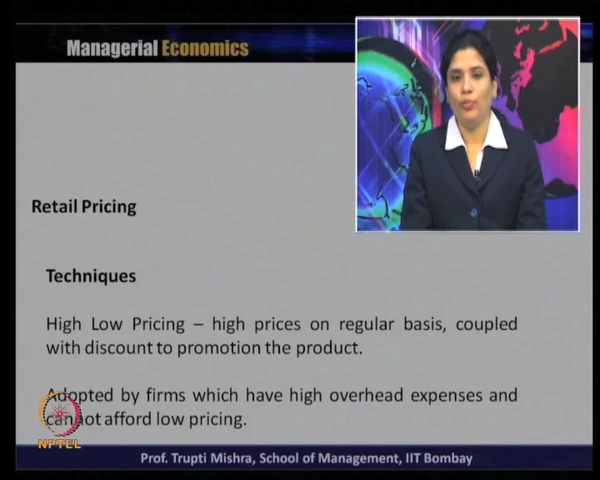 Managerial Economics
Retail Pricing
Techniques
High Low Pricing – high prices on regular basis, coupled
with discount to promotion the product.
Adopted by firms which have high overhead expenses and
cannot afford low pricing.
NPTEL
Prof. Trupti Mishra, School of Management, IIT Bombay